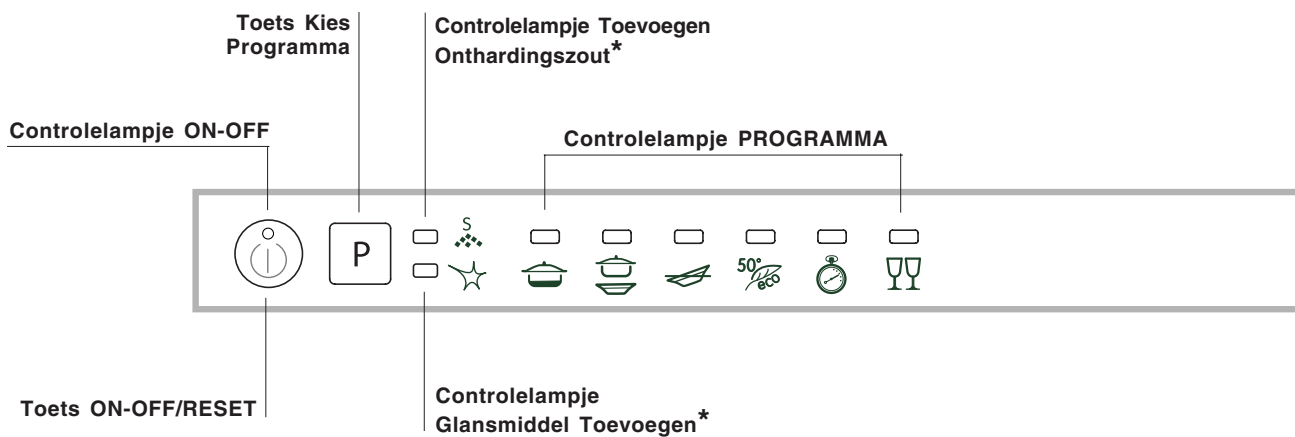 Toets Kies
Programma
Controlelampje Toevoegen
Onthardingszout*
Controlelampje ON-OFF
Controlelampje PROGRAMMA
S
P
50°
eco
Toets ON-OFF/RESET
Controlelampje
Glansmiddel Toevoegen*